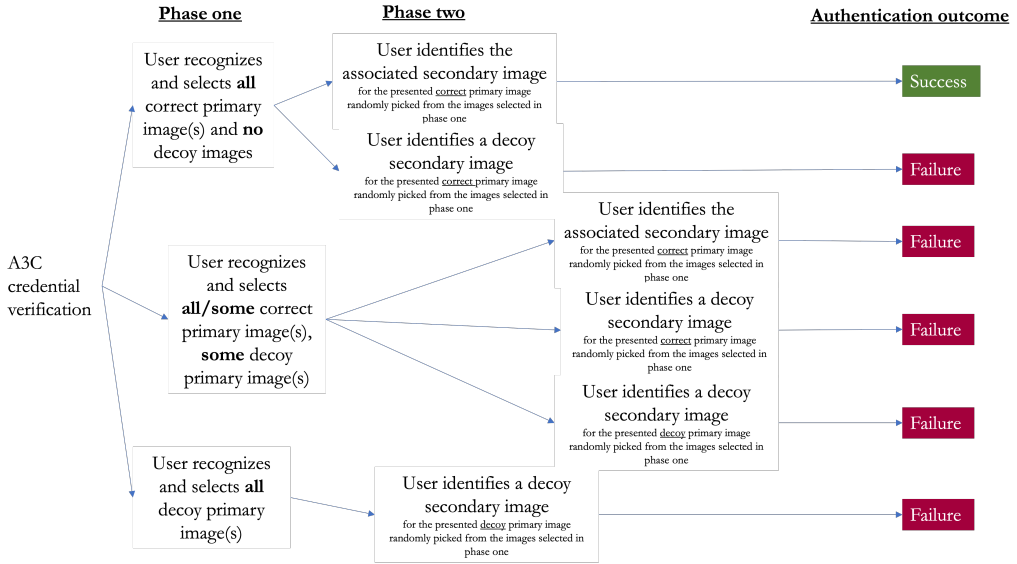 Phase one
Phase two
Authentication outcome
User recognizes
and selects all
correct primary
image(s) and no
decoy images
User identifies the
associated secondary image
for the presented correct primary image
randomly picked from the images selected in
phase one
Success
User identifies a decoy
secondary image
for the presented correct primary image
randomly picked from the images selected in
phase one
Failure
A3C
credential
verification
User recognizes
and selects
all/some correct
primary image(s),
some decoy
primary image(s)
User identifies the
associated secondary image
for the presented correct primary image
randomly picked from the images selected in
phase one
Failure
User identifies a decoy
secondary image
for the presented correct primary image
randomly picked from the images selected in
phase one
Failure
User identifies a decoy
secondary image
for the presented decoy primary image
randomly picked from the images selected in
phase one
Failure
User recognizes
and selects all
decoy primary
image(s)
User identifies a decoy
secondary image
for the presented decoy primary image
randomly picked from the images selected in
phase one
Failure